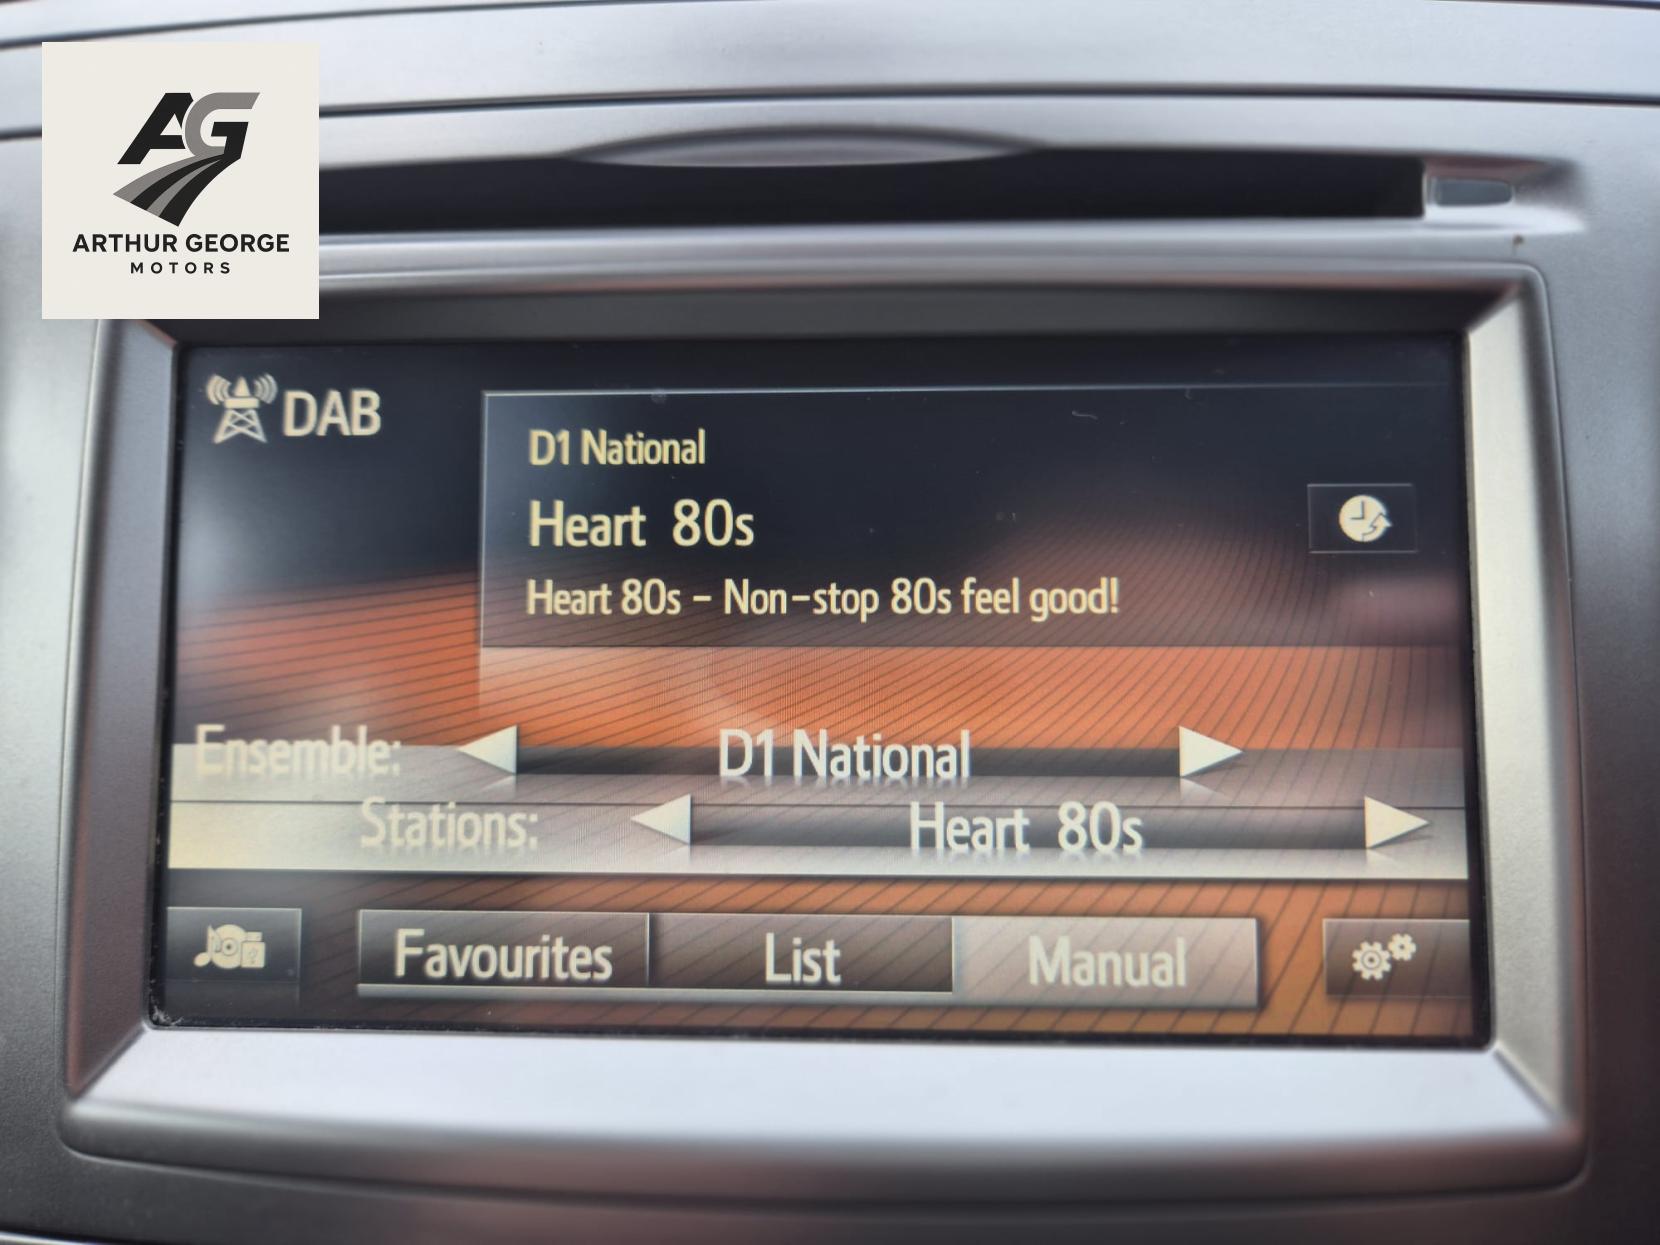 AG
ARTHUR GEORGE
MOTORS
DAB
D1 National
Heart 80s
Heart 80s - Non-stop 80s feel good!
Ensemble: D1 National
Stations: Heart 80s
Favourites List Manual